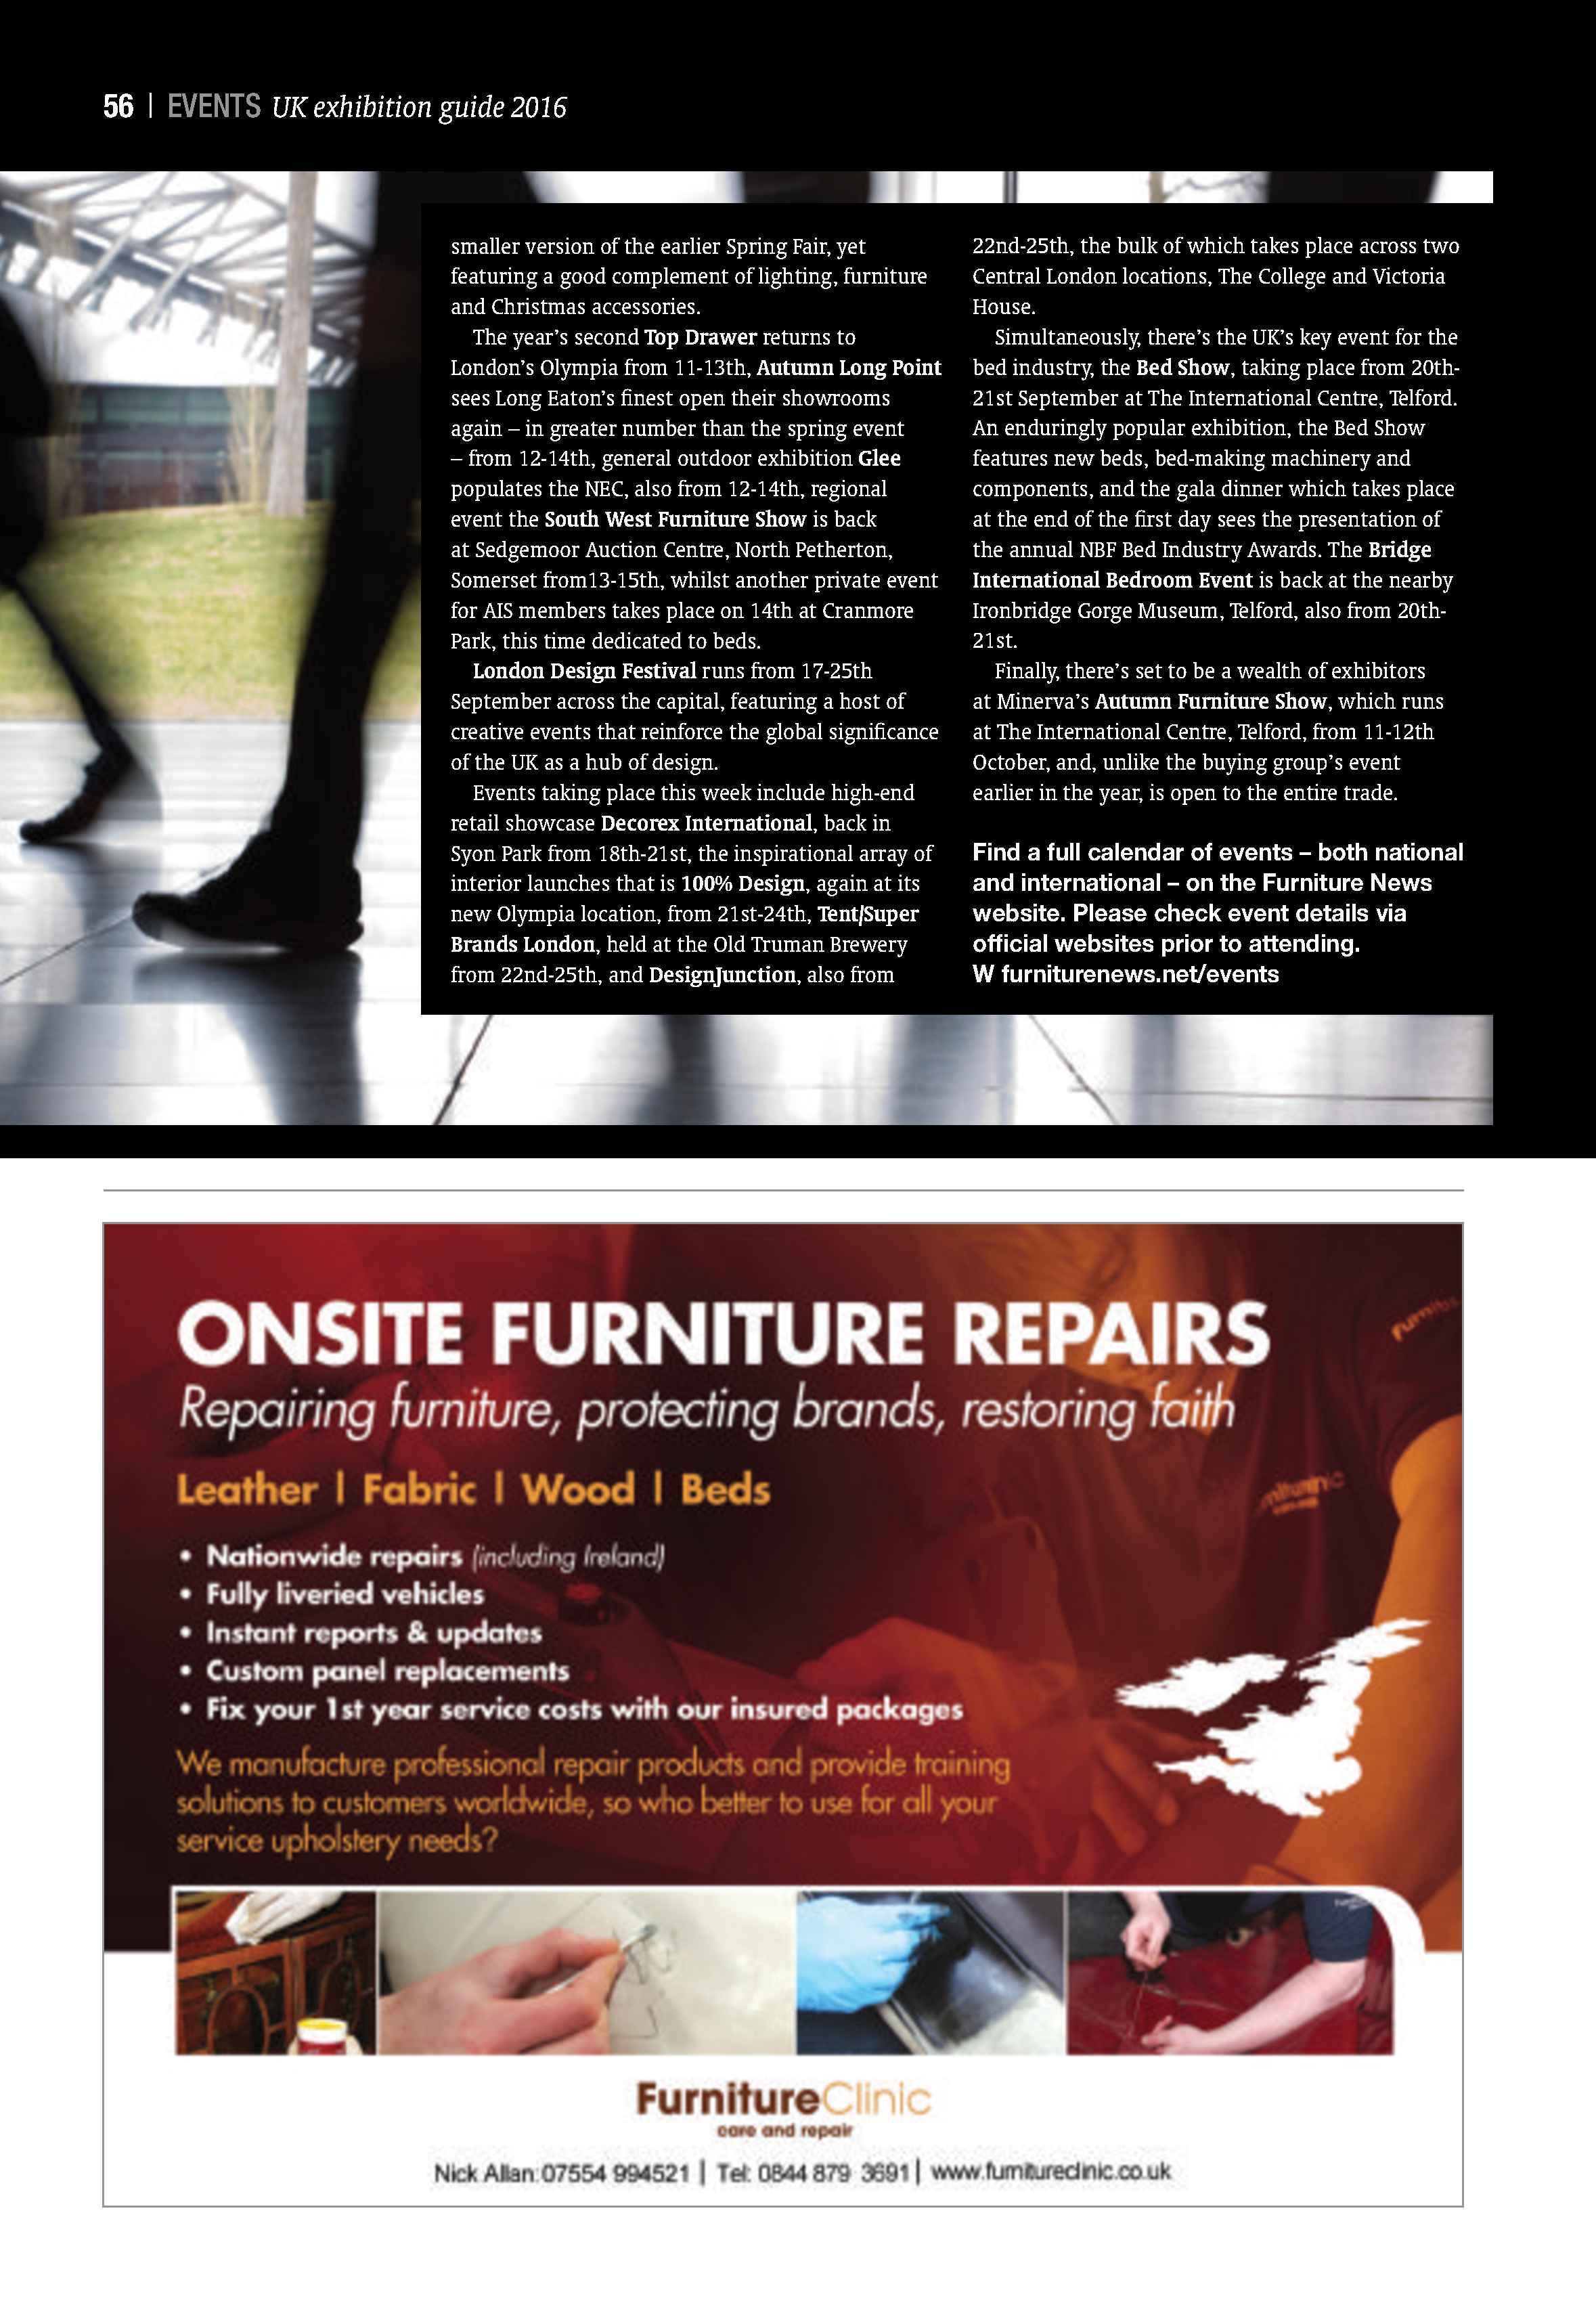 56 | EVENTS UK exhibition guide 2016
smaller version of the earlier Spring Fair, yet
featuring a good complement of lighting, furniture
and Christmas accessories.
The year's second Top Drawer returns to
London's Olympia from 11-13th, Autumn Long Point
sees Long Eaton's finest open their showrooms
again – in greater number than the spring event
– from 12-14th, general outdoor exhibition Glee
populates the NEC, also from 12-14th, regional
event the South West Furniture Show is back
at Sedgemoor Auction Centre, North Petherton,
Somerset from13-15th, whilst another private event
for AIS members takes place on 14th at Cranmore
Park, this time dedicated to beds.
London Design Festival runs from 17-25th
September across the capital, featuring a host of
creative events that reinforce the global significance
of the UK as a hub of design.
Events taking place this week include high-end
retail showcase Decorex International, back in
Syon Park from 18th-21st, the inspirational array of
interior launches that is 100% Design, again at its
new Olympia location, from 21st-24th, Tent/Super
Brands London, held at the Old Truman Brewery
from 22nd-25th, and DesignJunction, also from
22nd-25th, the bulk of which takes place across two
Central London locations, The College and Victoria
House.
Simultaneously, there's the UK's key event for the
bed industry, the Bed Show, taking place from 20th-
21st September at The International Centre, Telford.
An enduringly popular exhibition, the Bed Show
features new beds, bed-making machinery and
components, and the gala dinner which takes place
at the end of the first day sees the presentation of
the annual NBF Bed Industry Awards. The Bridge
International Bedroom Event is back at the nearby
Ironbridge Gorge Museum, Telford, also from 20th-
21st.
Finally, there's set to be a wealth of exhibitors
at Minerva's Autumn Furniture Show, which runs
at The International Centre, Telford, from 11-12th
October, and, unlike the buying group's event
earlier in the year, is open to the entire trade.
Find a full calendar of events – both national
and international – on the Furniture News
website. Please check event details via
official websites prior to attending.
W furniturenews.net/events
ONSITE FURNITURE REPAIRS
Repairing furniture, protecting brands, restoring faith
Leather | Fabric | Wood | Beds
• Nationwide repairs (including Ireland)
• Fully liveried vehicles
• Instant reports & updates
• Custom panel replacements
• Fix your 1st year service costs with our insured packages
We manufacture professional repair products and provide training
solutions to customers worldwide, so who better to use for all your
service upholstery needs?
FurnitureClinic
care and repair
Nick Allan: 07554 994521 | Tel: 0844 879 3691 | www.furnitureclinic.co.uk